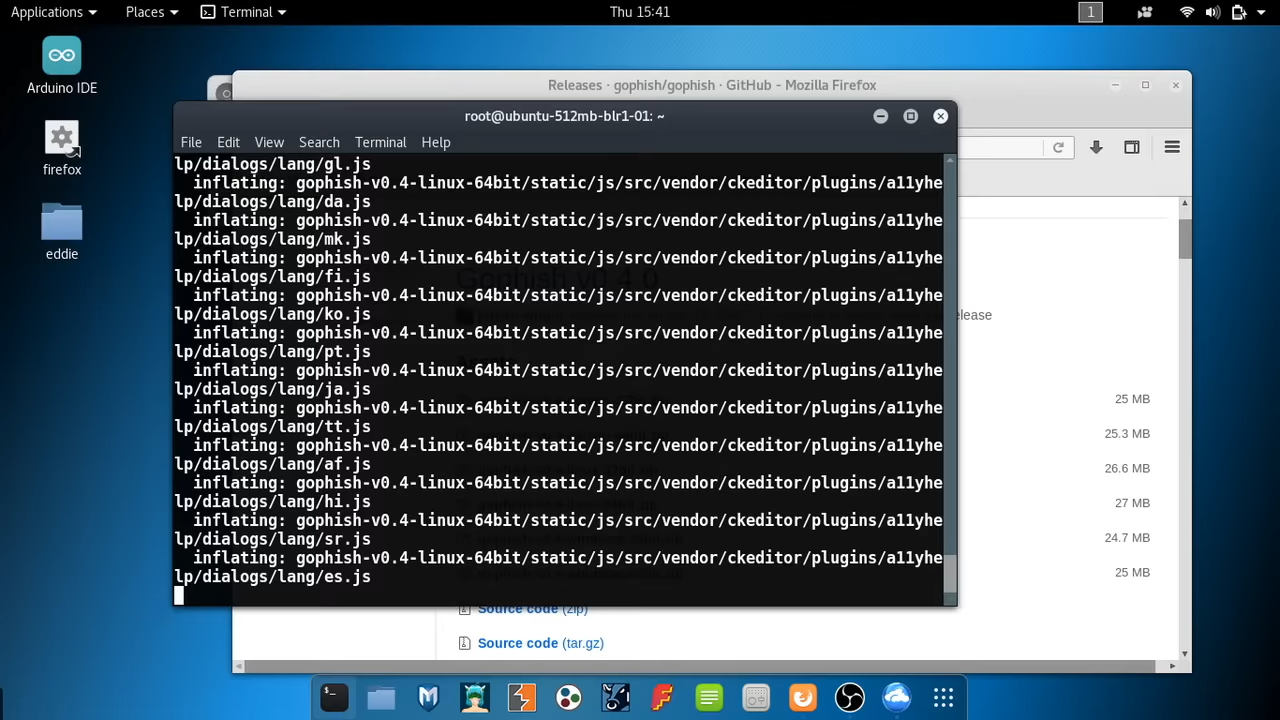 Applications Places Terminal Thu 15:41 1
Arduino IDE
firefox
eddie
Releases · gophish/gophish · GitHub - Mozilla Firefox
root@ubuntu-512mb-blr1-01: ~
File Edit View Search Terminal Help
lp/dialogs/lang/gl.js
inflating: gophish-v0.4-linux-64bit/static/js/src/vendor/ckeditor/plugins/a11yhe
lp/dialogs/lang/da.js
inflating: gophish-v0.4-linux-64bit/static/js/src/vendor/ckeditor/plugins/a11yhe
lp/dialogs/lang/mk.js
inflating: gophish-v0.4-linux-64bit/static/js/src/vendor/ckeditor/plugins/a11yhe
lp/dialogs/lang/fi.js
inflating: gophish-v0.4-linux-64bit/static/js/src/vendor/ckeditor/plugins/a11yhe
lp/dialogs/lang/ko.js
inflating: gophish-v0.4-linux-64bit/static/js/src/vendor/ckeditor/plugins/a11yhe
lp/dialogs/lang/pt.js
inflating: gophish-v0.4-linux-64bit/static/js/src/vendor/ckeditor/plugins/a11yhe
lp/dialogs/lang/ja.js
inflating: gophish-v0.4-linux-64bit/static/js/src/vendor/ckeditor/plugins/a11yhe
lp/dialogs/lang/tt.js
inflating: gophish-v0.4-linux-64bit/static/js/src/vendor/ckeditor/plugins/a11yhe
lp/dialogs/lang/af.js
inflating: gophish-v0.4-linux-64bit/static/js/src/vendor/ckeditor/plugins/a11yhe
lp/dialogs/lang/hi.js
inflating: gophish-v0.4-linux-64bit/static/js/src/vendor/ckeditor/plugins/a11yhe
lp/dialogs/lang/sr.js
inflating: gophish-v0.4-linux-64bit/static/js/src/vendor/ckeditor/plugins/a11yhe
lp/dialogs/lang/es.js
Gophish v0.4.0
elease
25 MB
25.3 MB
26.6 MB
27 MB
24.7 MB
25 MB
Source code (zip)
Source code (tar.gz)